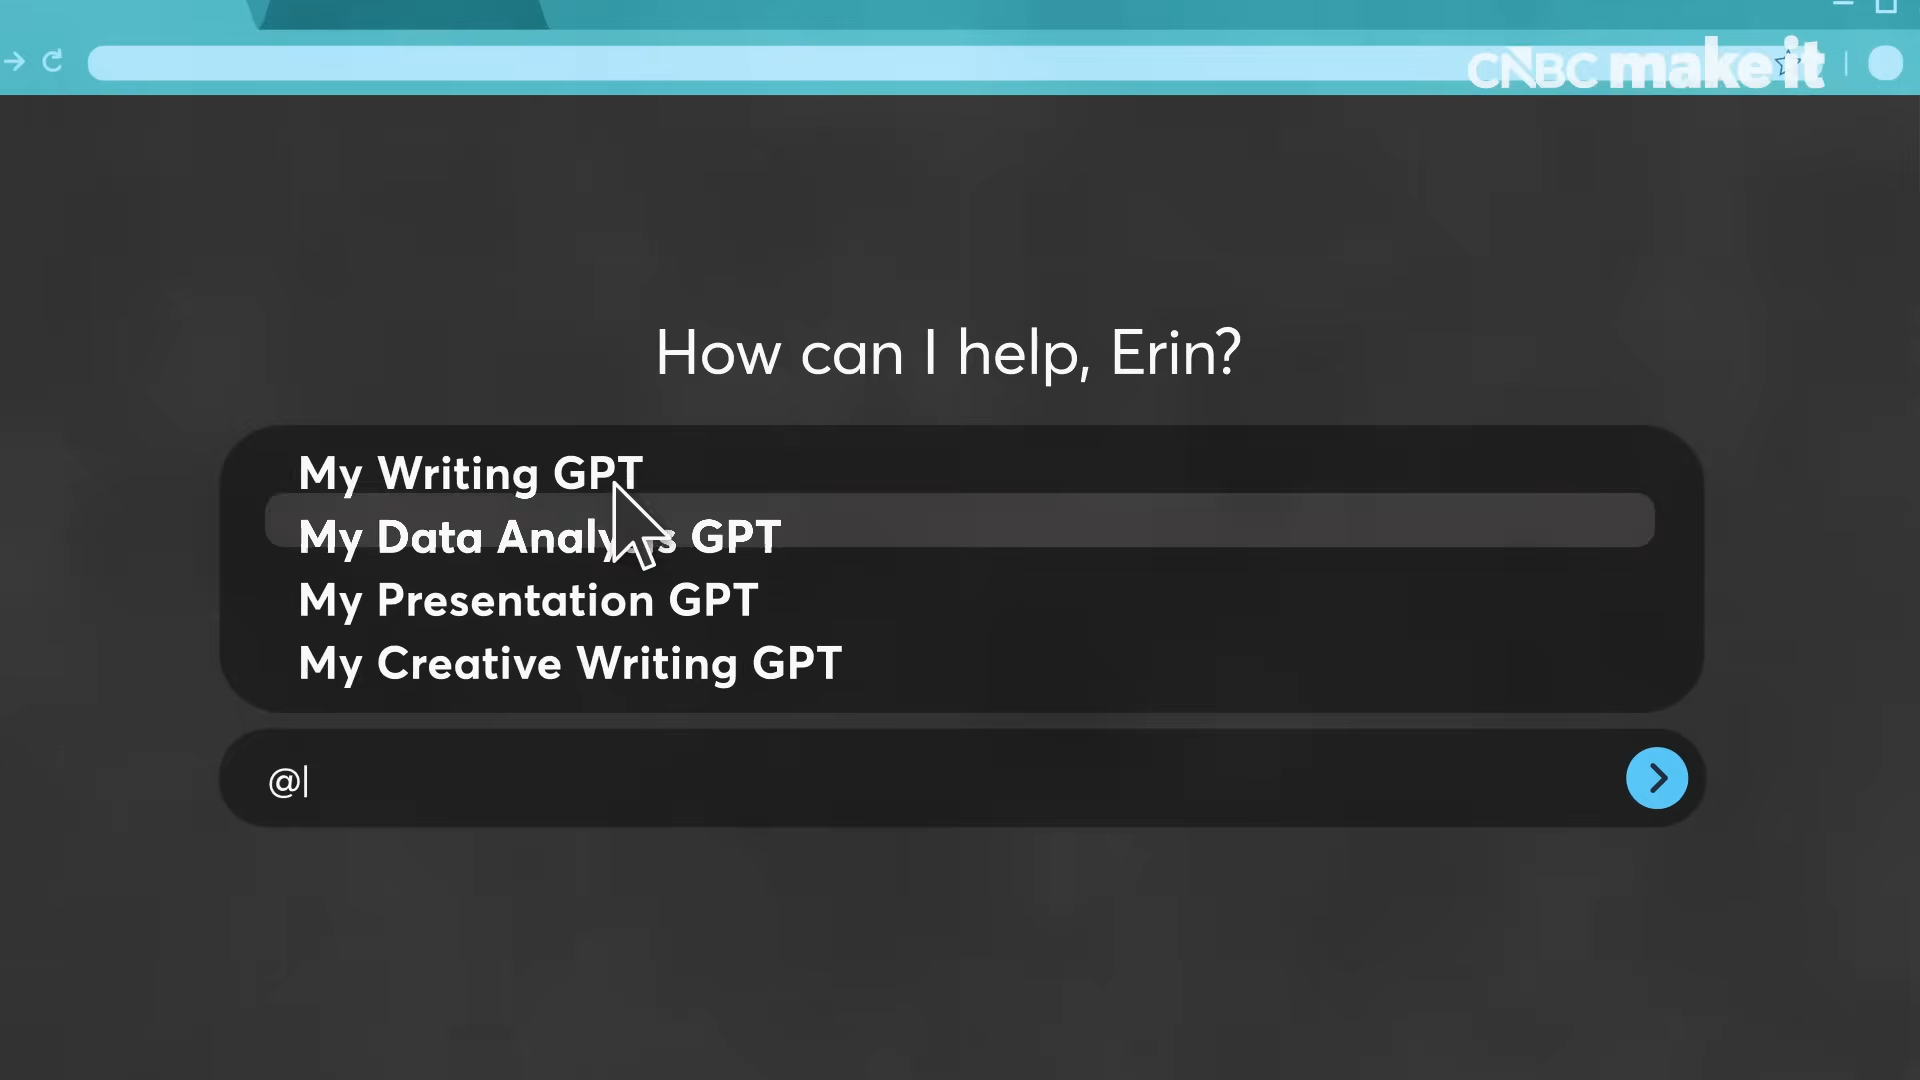 CNBC make it
How can I help, Erin?
My Writing GPT
My Data Analysis GPT
My Presentation GPT
My Creative Writing GPT
@